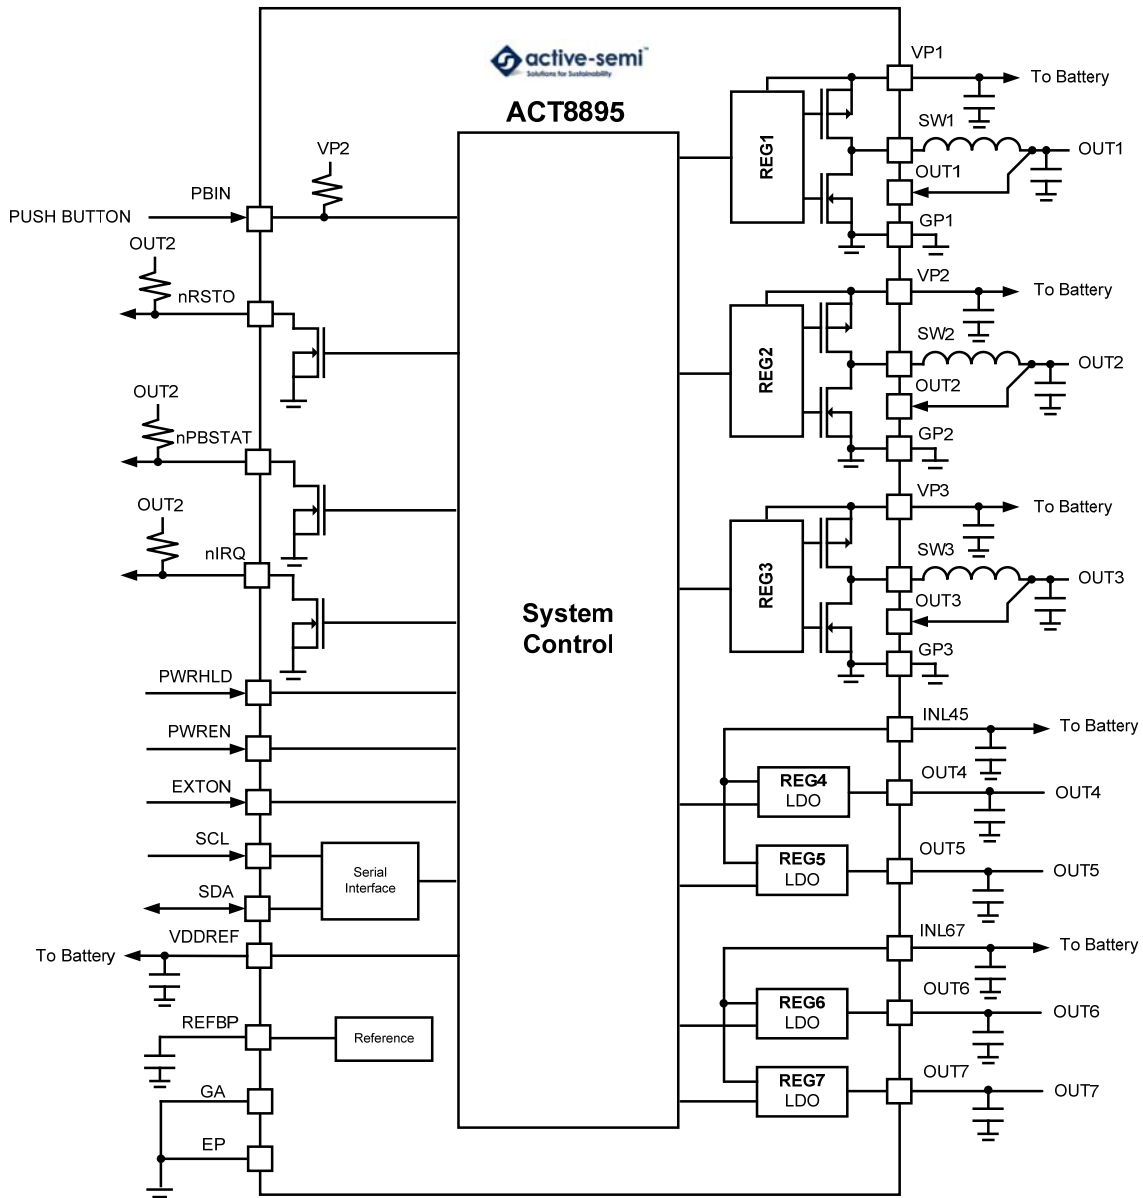 active-semi™
Solutions for Sustainability
ACT8895
VP2
PBIN
PUSH BUTTON
OUT2
nRSTO
OUT2
nPBSTAT
OUT2
nIRQ
PWRHLD
PWREN
EXTON
SCL
SDA
Serial
Interface
VDDREF
To Battery
REFBP
Reference
GA
EP
System
Control
VP1
To Battery
REG1
SW1
OUT1
OUT1
GP1
VP2
To Battery
REG2
SW2
OUT2
OUT2
GP2
VP3
To Battery
REG3
SW3
OUT3
OUT3
GP3
INL45
To Battery
REG4
LDO
OUT4
OUT4
REG5
LDO
OUT5
OUT5
INL67
To Battery
REG6
LDO
OUT6
OUT6
REG7
LDO
OUT7
OUT7